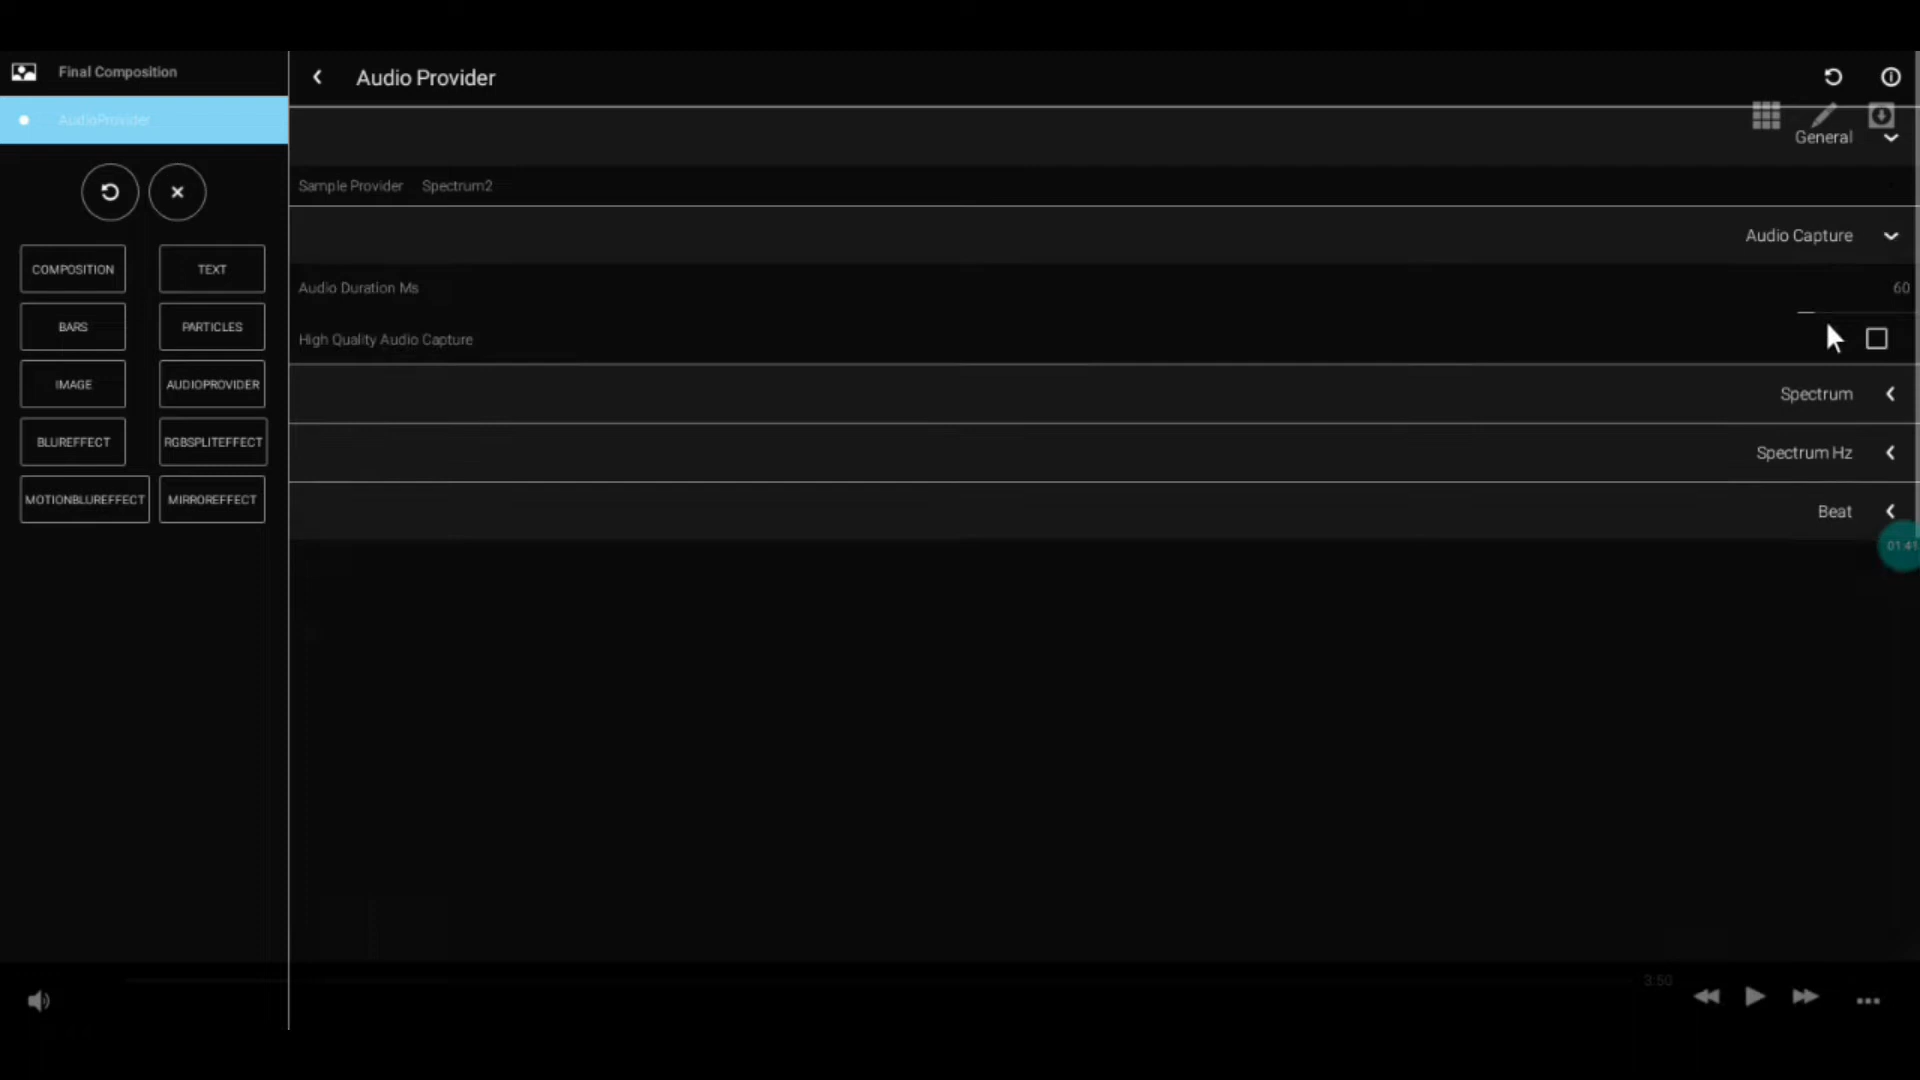 Final Composition
AudioProvider
COMPOSITION
TEXT
BARS
PARTICLES
IMAGE
AUDIOPROVIDER
BLUREFFECT
RGBSPLITEFFECT
MOTIONBLUREFFECT
MIRROREFFECT
Audio Provider
General
Sample Provider Spectrum2
Audio Capture
Audio Duration Ms 60
High Quality Audio Capture
Spectrum
Spectrum Hz
Beat
01:41
3:50